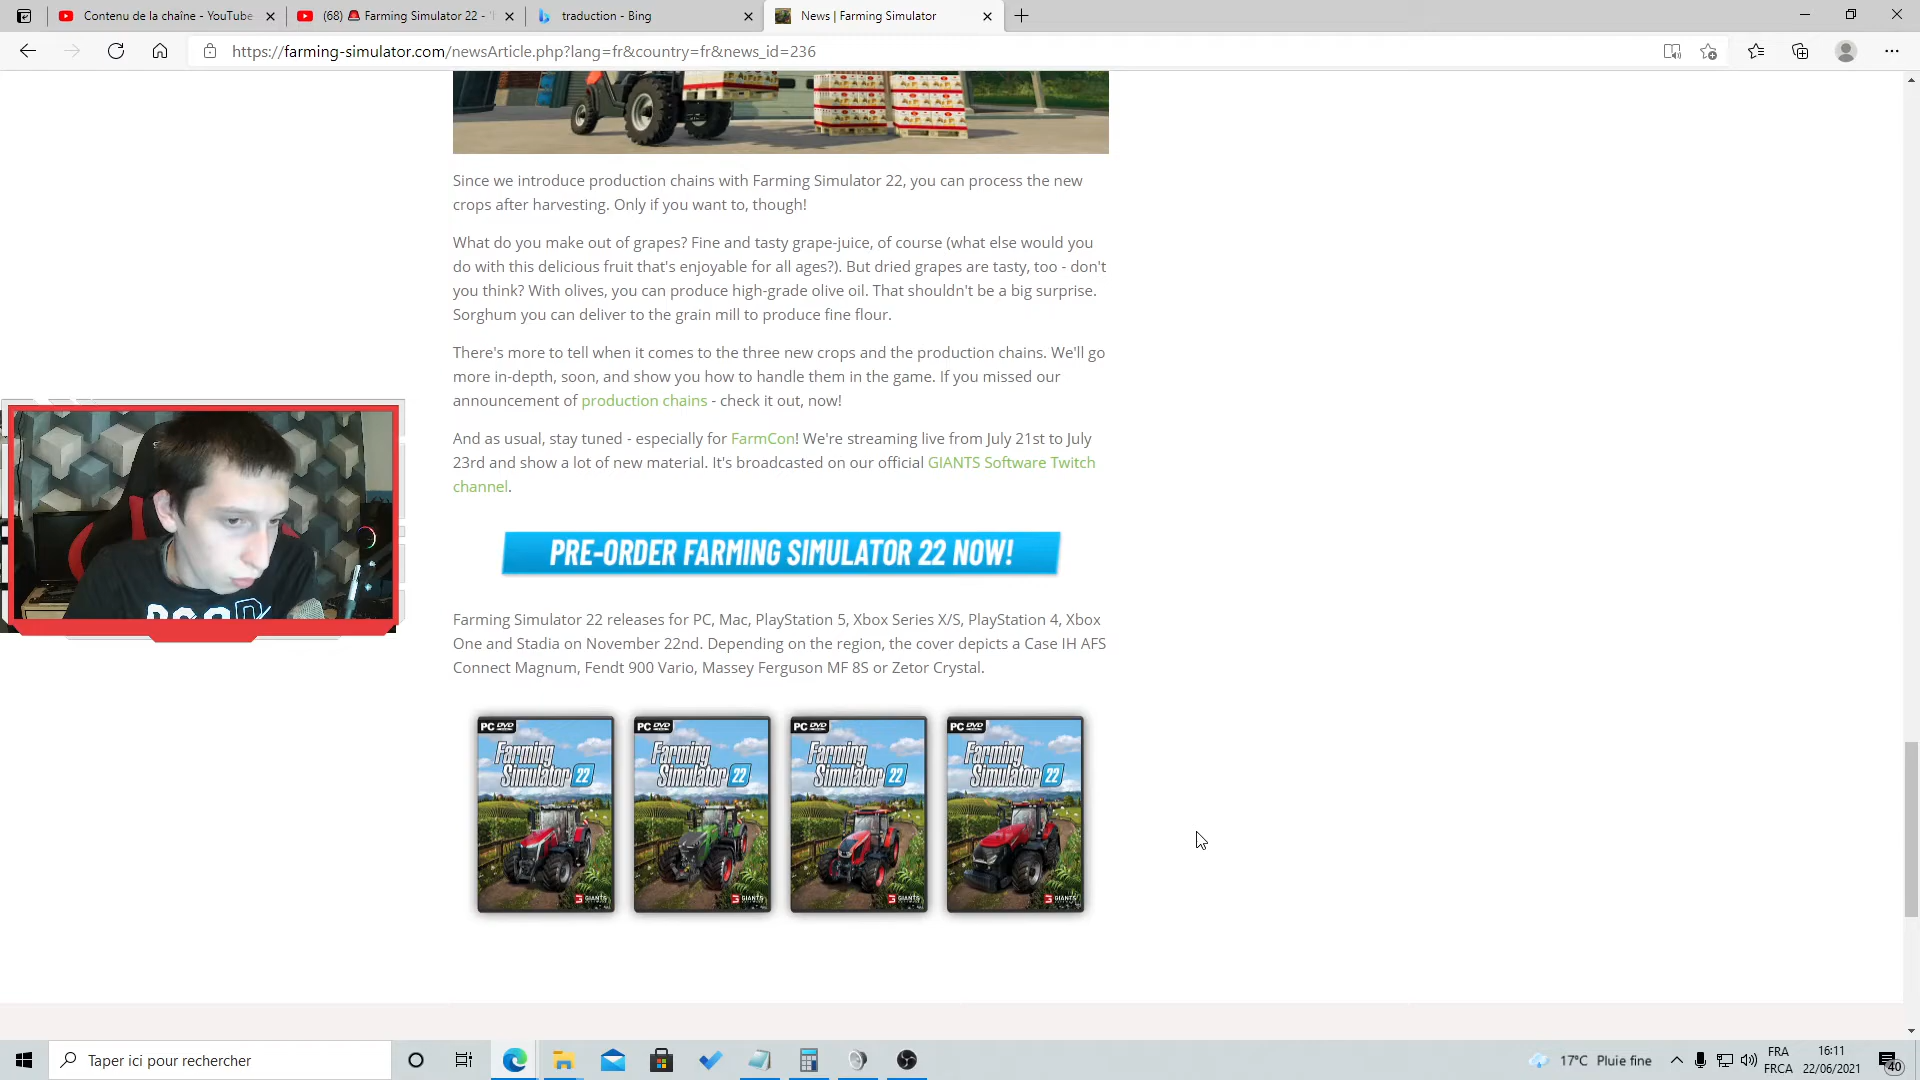 Contenu de la chaîne - YouTube
(68) 🚨 Farming Simulator 22 - '
traduction - Bing
News | Farming Simulator
https://farming-simulator.com/newsArticle.php?lang=fr&country=fr&news_id=236
Since we introduce production chains with Farming Simulator 22, you can process the new
crops after harvesting. Only if you want to, though!
What do you make out of grapes? Fine and tasty grape-juice, of course (what else would you
do with this delicious fruit that's enjoyable for all ages?). But dried grapes are tasty, too - don't
you think? With olives, you can produce high-grade olive oil. That shouldn't be a big surprise.
Sorghum you can deliver to the grain mill to produce fine flour.
There's more to tell when it comes to the three new crops and the production chains. We'll go
more in-depth, soon, and show you how to handle them in the game. If you missed our
announcement of production chains - check it out, now!
And as usual, stay tuned - especially for FarmCon! We're streaming live from July 21st to July
23rd and show a lot of new material. It's broadcasted on our official GIANTS Software Twitch
channel.
PRE-ORDER FARMING SIMULATOR 22 NOW!
Farming Simulator 22 releases for PC, Mac, PlayStation 5, Xbox Series X/S, PlayStation 4, Xbox
One and Stadia on November 22nd. Depending on the region, the cover depicts a Case IH AFS
Connect Magnum, Fendt 900 Vario, Massey Ferguson MF 8S or Zetor Crystal.
PC DVD PC DVD PC DVD PC DVD
Farming Farming Farming Farming
Simulator 22 Simulator 22 Simulator 22 Simulator 22
GIANTS GIANTS GIANTS GIANTS
Taper ici pour rechercher
17°C Pluie fine
FRA
FRCA
16:11
22/06/2021
40